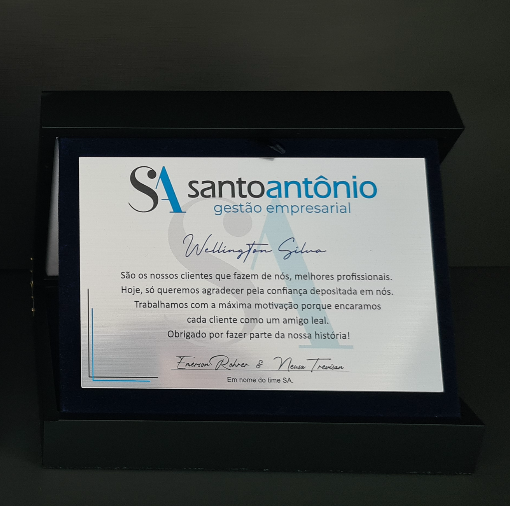 SA santoantônio
gestão empresarial
Wellington Silva
São os nossos clientes que fazem de nós, melhores profissionais.
Hoje, só queremos agradecer pela confiança depositada em nós.
Trabalhamos com a máxima motivação porque encaramos
cada cliente como um amigo leal.
Obrigado por fazer parte da nossa história!
Emerson Rohrer & Neusa Trevisan
Em nome do time SA.